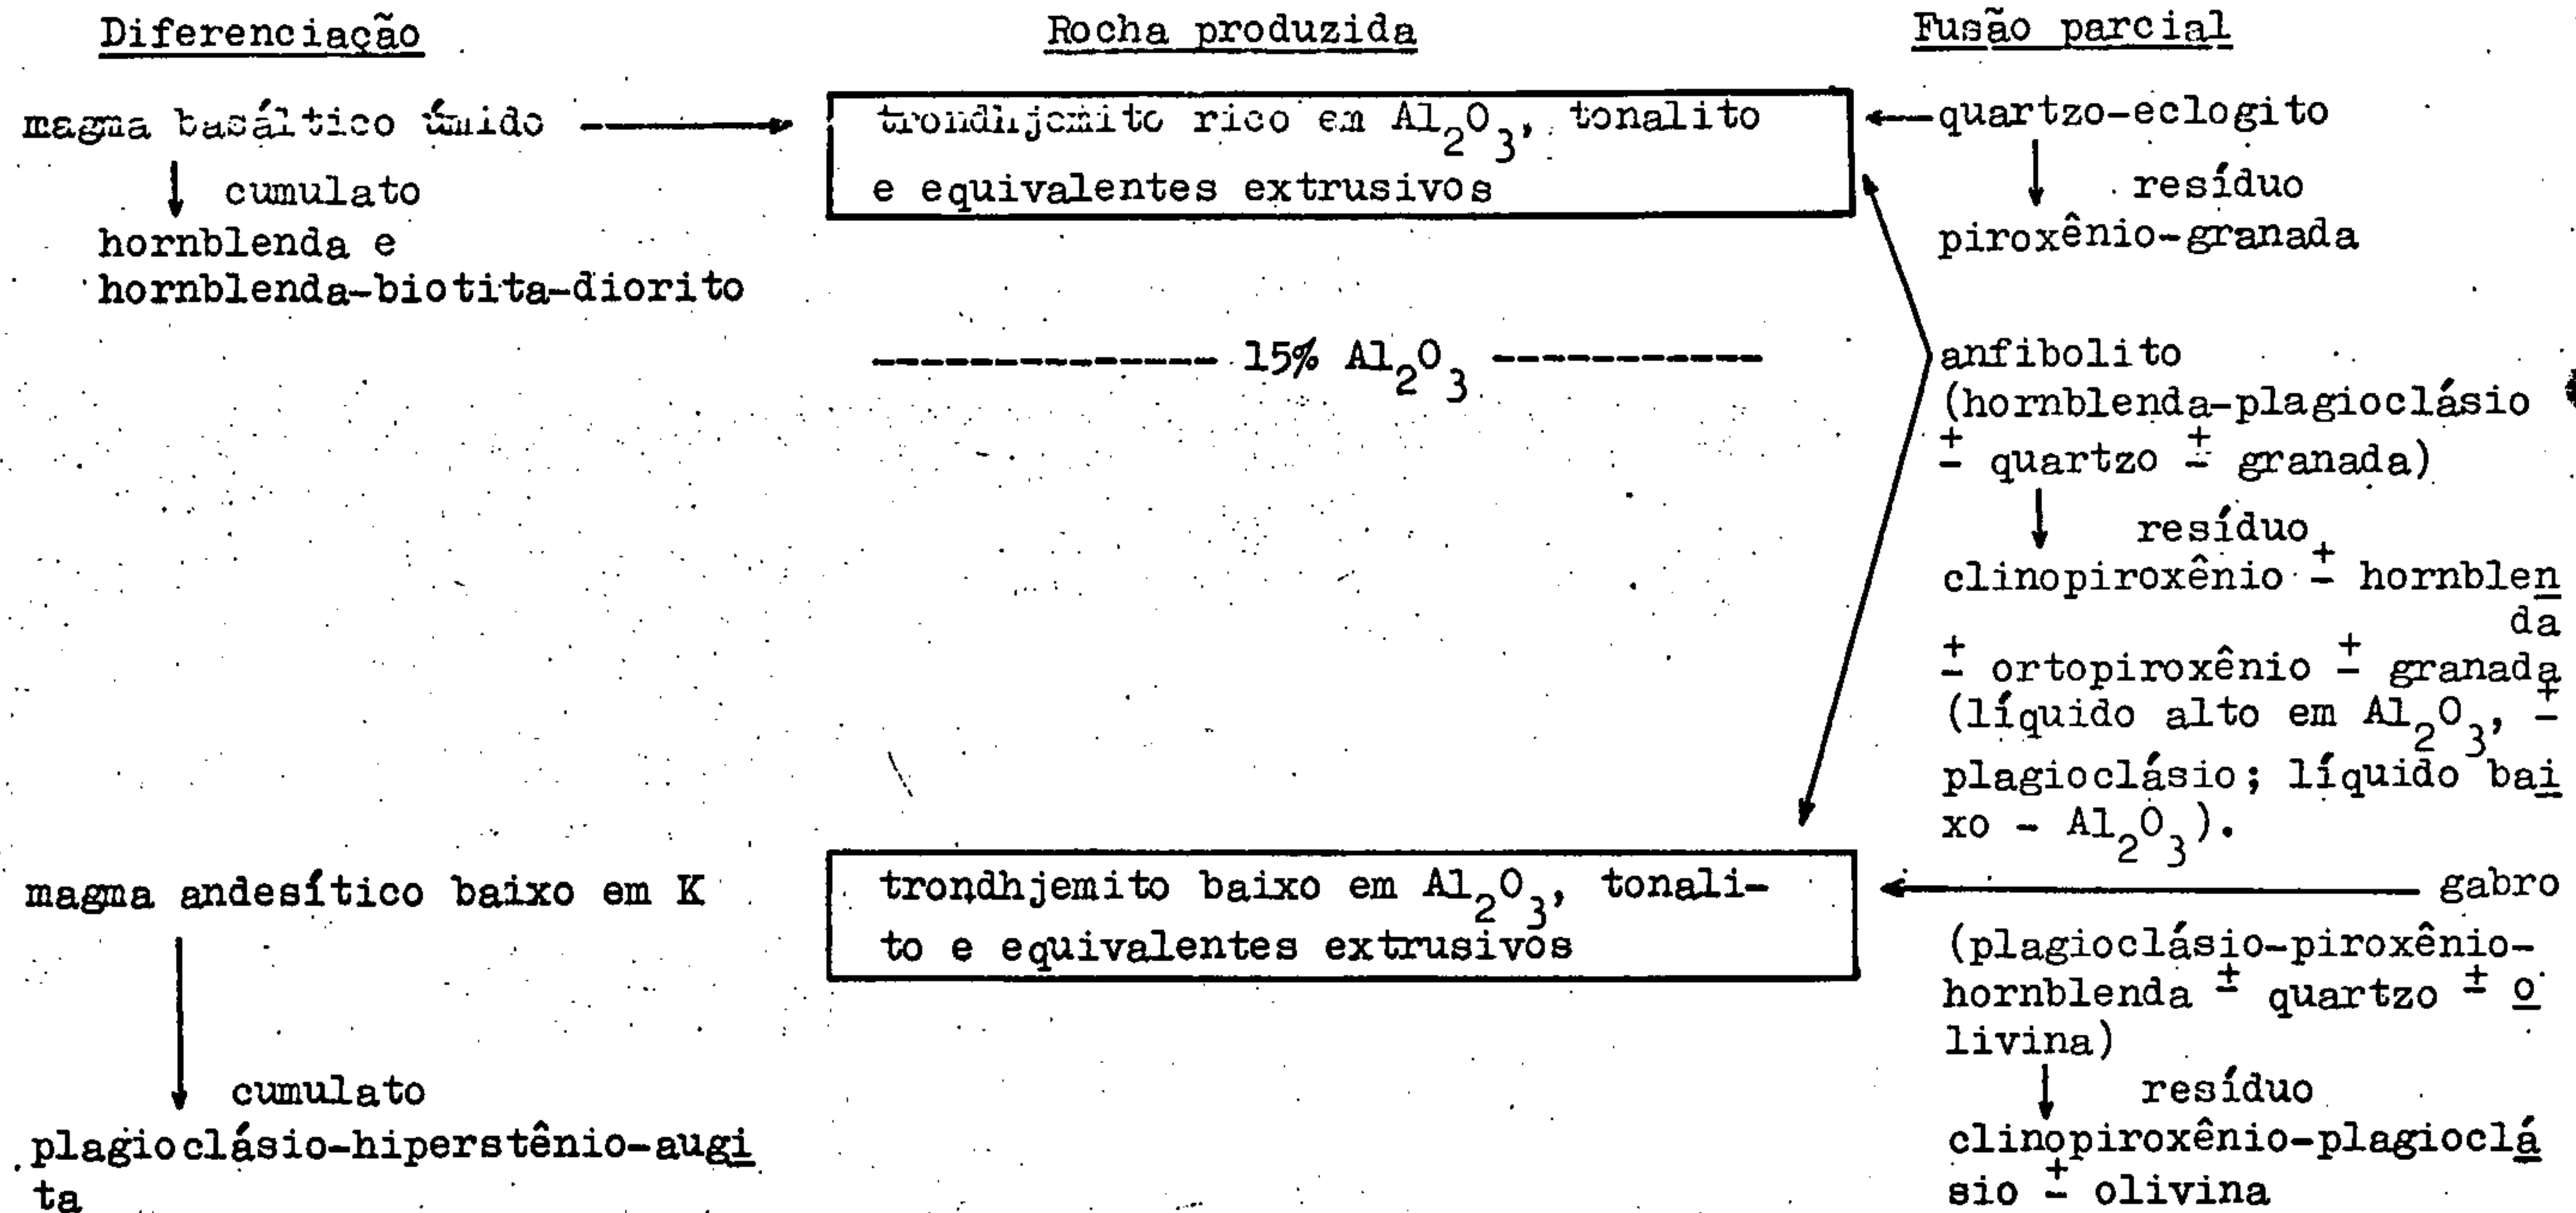 Diferenciação
magma basáltico úmido
cumulato
hornblenda e
hornblenda-biotita-diorito
magma andesítico baixo em K
cumulato
plagioclásio-hiperstênio-augi
ta
Rocha produzida
trondhjemito rico em Al2O3, tonalito
e equivalentes extrusivos
15% Al2O3
trondhjemito baixo em Al2O3, tonali-
to e equivalentes extrusivos
Fusão parcial
quartzo-eclogito
resíduo
piroxênio-granada
anfibolito
(hornblenda-plagioclásio
± quartzo ± granada)
resíduo
clinopiroxênio ± hornblen
da
± ortopiroxênio ± granada
(líquido alto em Al2O3, ±
plagioclásio; líquido bai
xo - Al2O3).
gabro
(plagioclásio-piroxênio-
hornblenda ± quartzo ± o
livina)
resíduo
clinopiroxênio-plagioclá
sio ± olivina